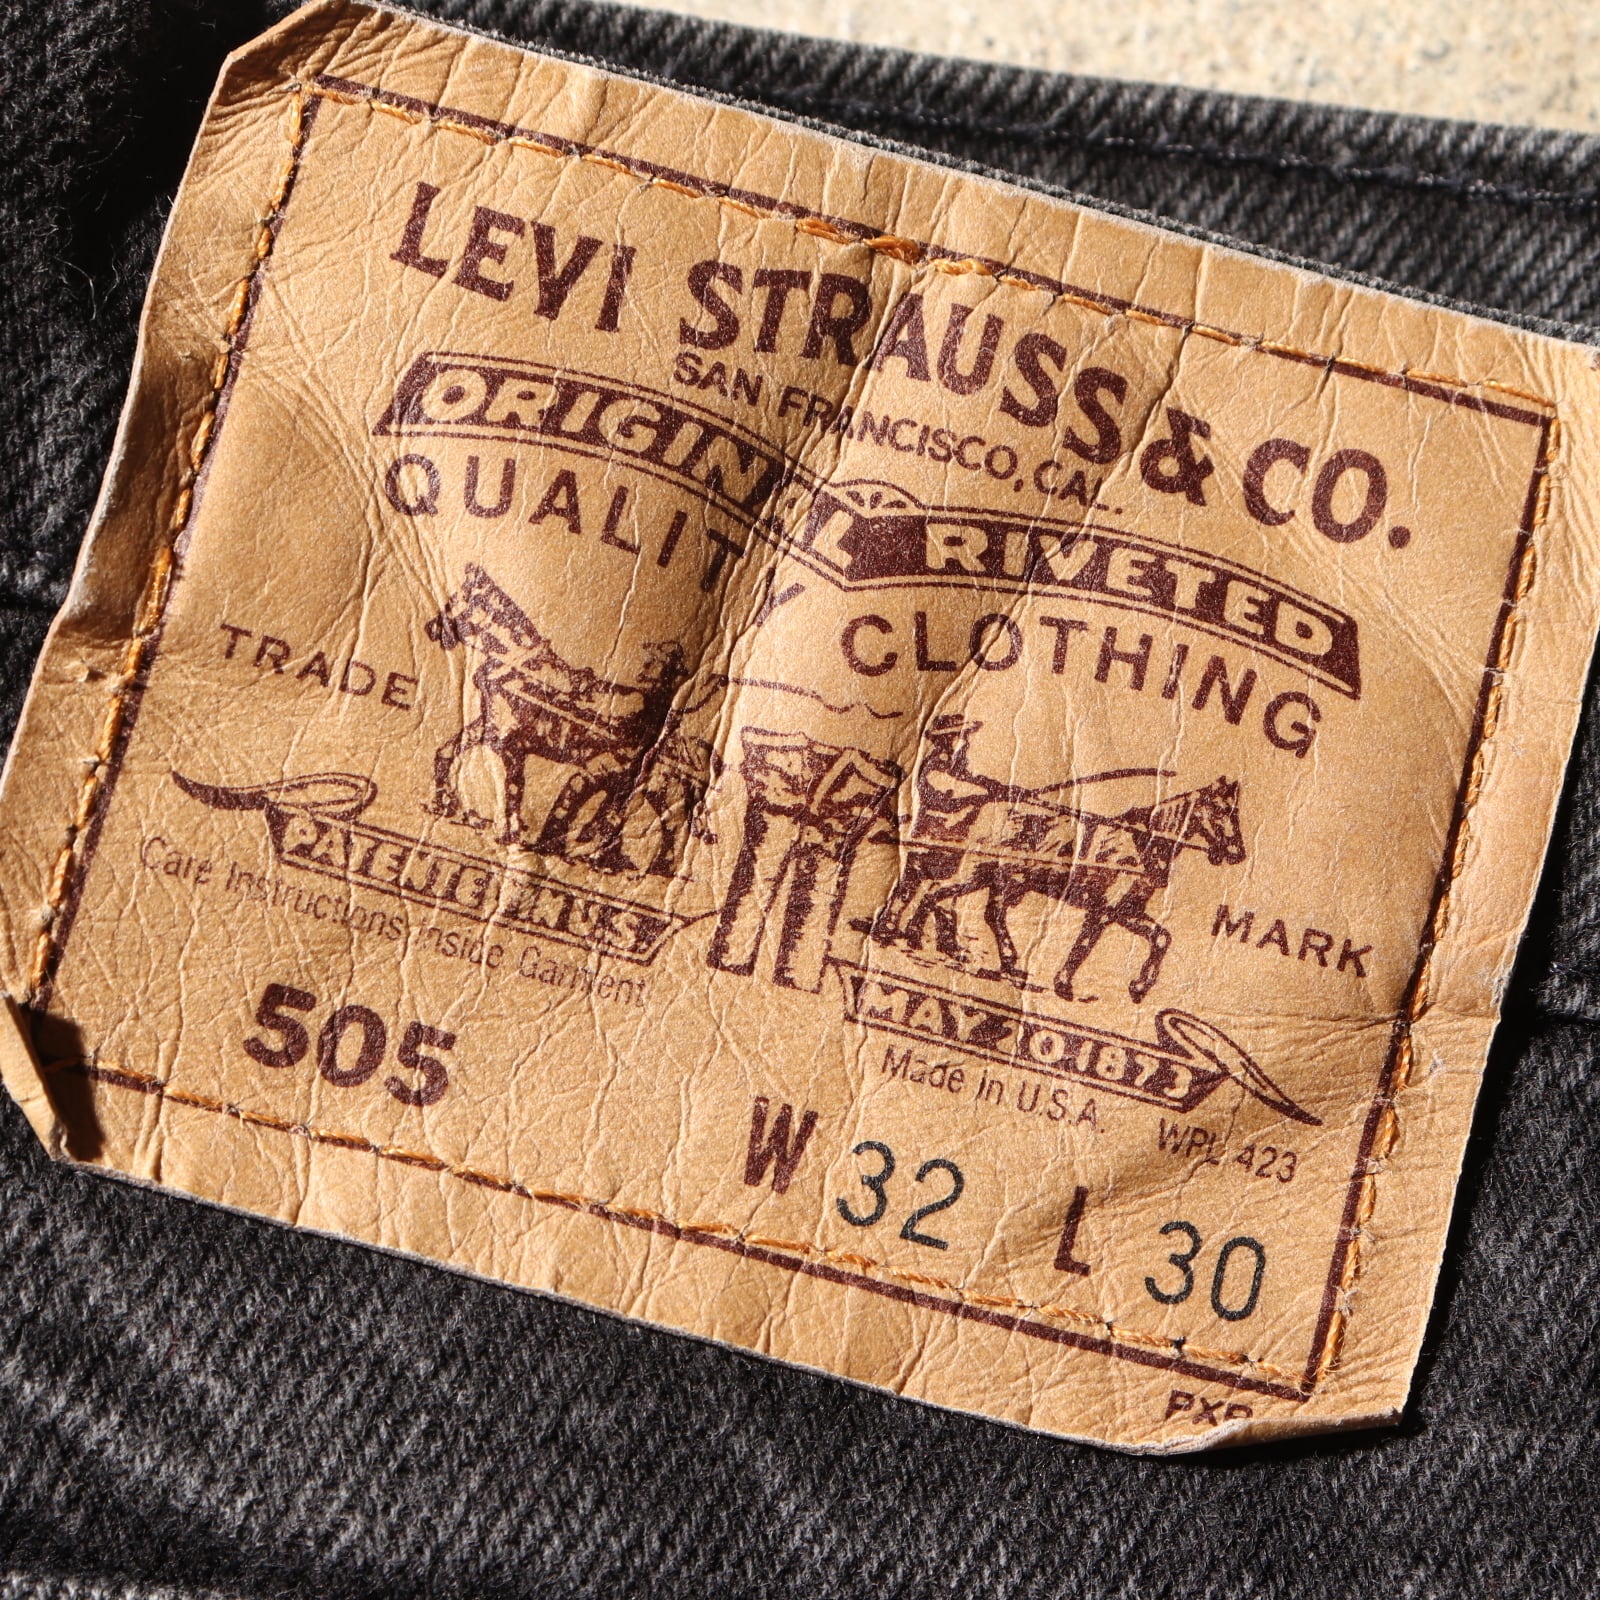 LEVI STRAUSS & CO.
SAN FRANCISCO, CAL.
ORIGINAL RIVETED
QUALITY CLOTHING
TRADE MARK
PATENTED IN U.S.
MAY 20 1873
Care Instructions Inside Garment
Made in U.S.A.
WPL 423
505
W 32 L 30